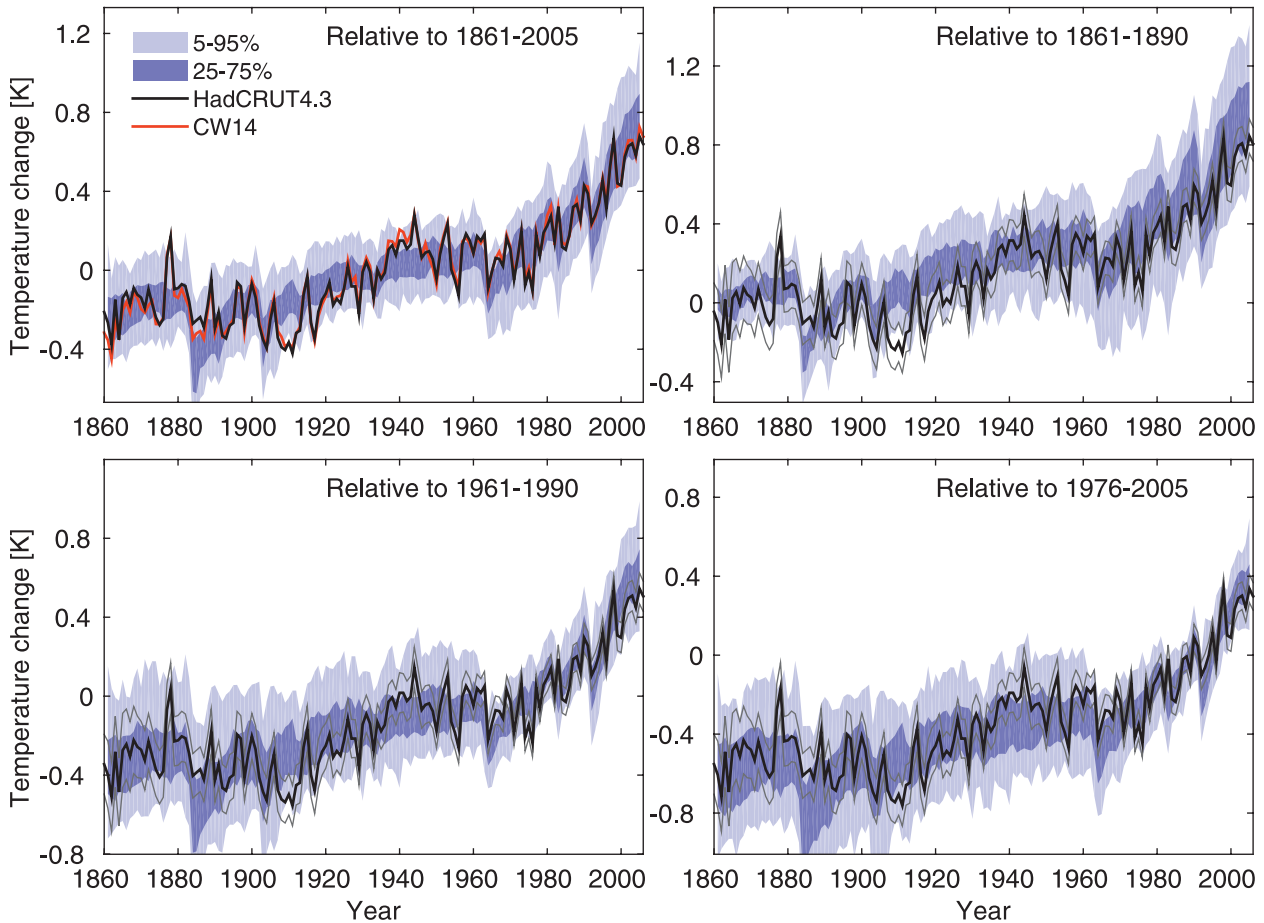 Relative to 1861-2005
5-95%
25-75%
HadCRUT4.3
CW14
Temperature change [K]
1.2
0.8
0.4
0
-0.4
1860 1880 1900 1920 1940 1960 1980 2000
Relative to 1861-1890
1.2
0.8
0.4
0
-0.4
1860 1880 1900 1920 1940 1960 1980 2000
Relative to 1961-1990
Temperature change [K]
0.8
0.4
0
-0.4
-0.8
1860 1880 1900 1920 1940 1960 1980 2000
Year
Relative to 1976-2005
0.8
0.4
0
-0.4
-0.8
1860 1880 1900 1920 1940 1960 1980 2000
Year